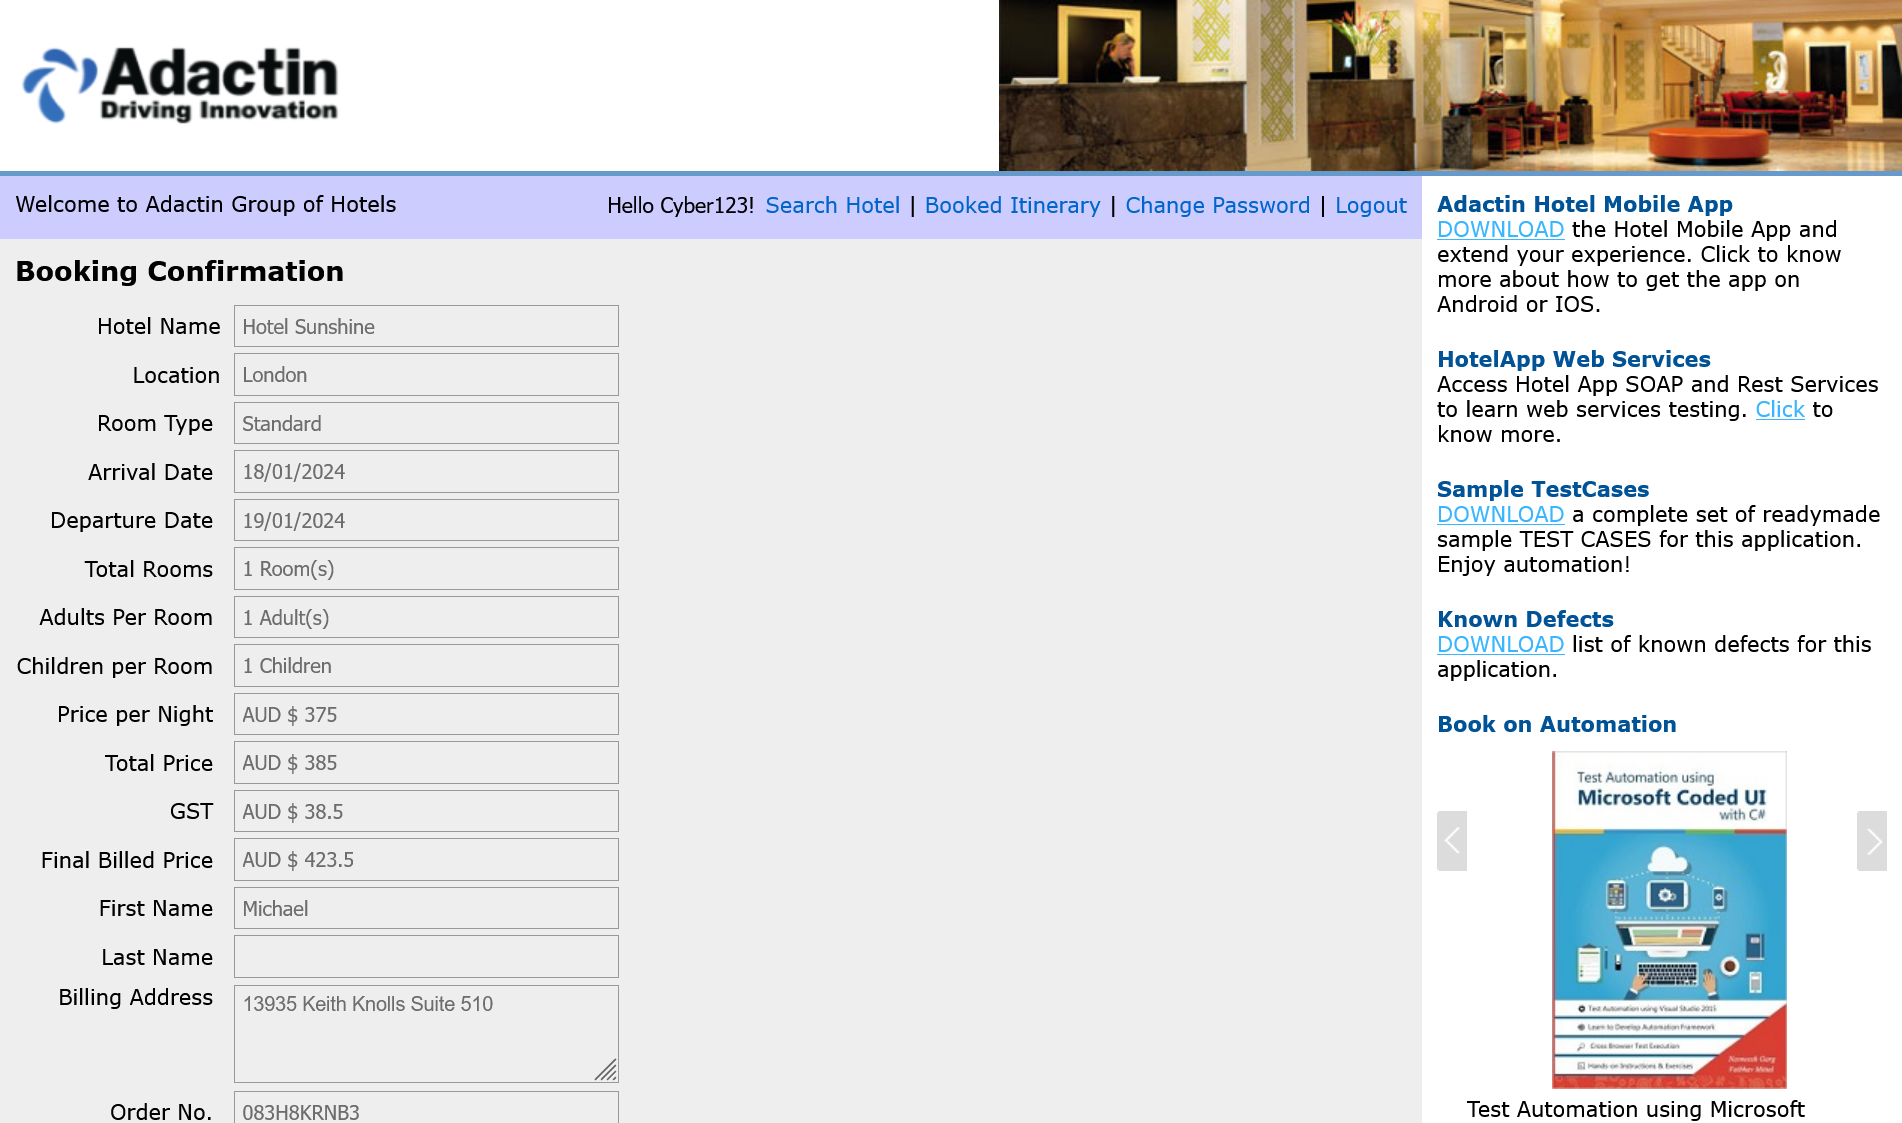 Adactin
Driving Innovation
Welcome to Adactin Group of Hotels
Hello Cyber123! Search Hotel | Booked Itinerary | Change Password | Logout
Booking Confirmation
Hotel Name Hotel Sunshine
Location London
Room Type Standard
Arrival Date 18/01/2024
Departure Date 19/01/2024
Total Rooms 1 Room(s)
Adults Per Room 1 Adult(s)
Children per Room 1 Children
Price per Night AUD $ 375
Total Price AUD $ 385
GST AUD $ 38.5
Final Billed Price AUD $ 423.5
First Name Michael
Last Name
Billing Address 13935 Keith Knolls Suite 510
Order No. 083H8KRNB3
Adactin Hotel Mobile App
DOWNLOAD the Hotel Mobile App and
extend your experience. Click to know
more about how to get the app on
Android or IOS.
HotelApp Web Services
Access Hotel App SOAP and Rest Services
to learn web services testing. Click to
know more.
Sample TestCases
DOWNLOAD a complete set of readymade
sample TEST CASES for this application.
Enjoy automation!
Known Defects
DOWNLOAD list of known defects for this
application.
Book on Automation
Test Automation using
Microsoft Coded UI
with C#
Test Automation using Visual Studio 2015
Learn to Develop Automation Framework
Cross Browser Test Execution
Hands-on Instructions & Exercises
Navneesh Garg
Vaibhav Mittal
Test Automation using Microsoft